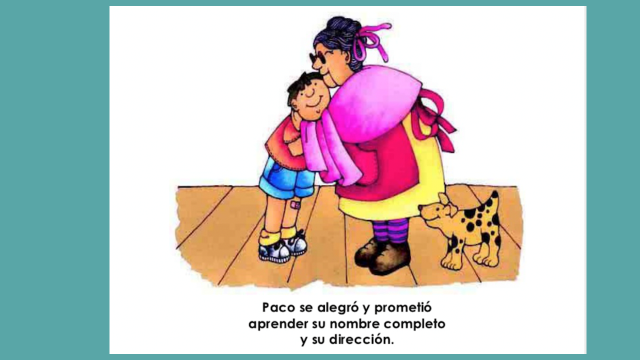 Paco se alegró y prometió
aprender su nombre completo
y su dirección.